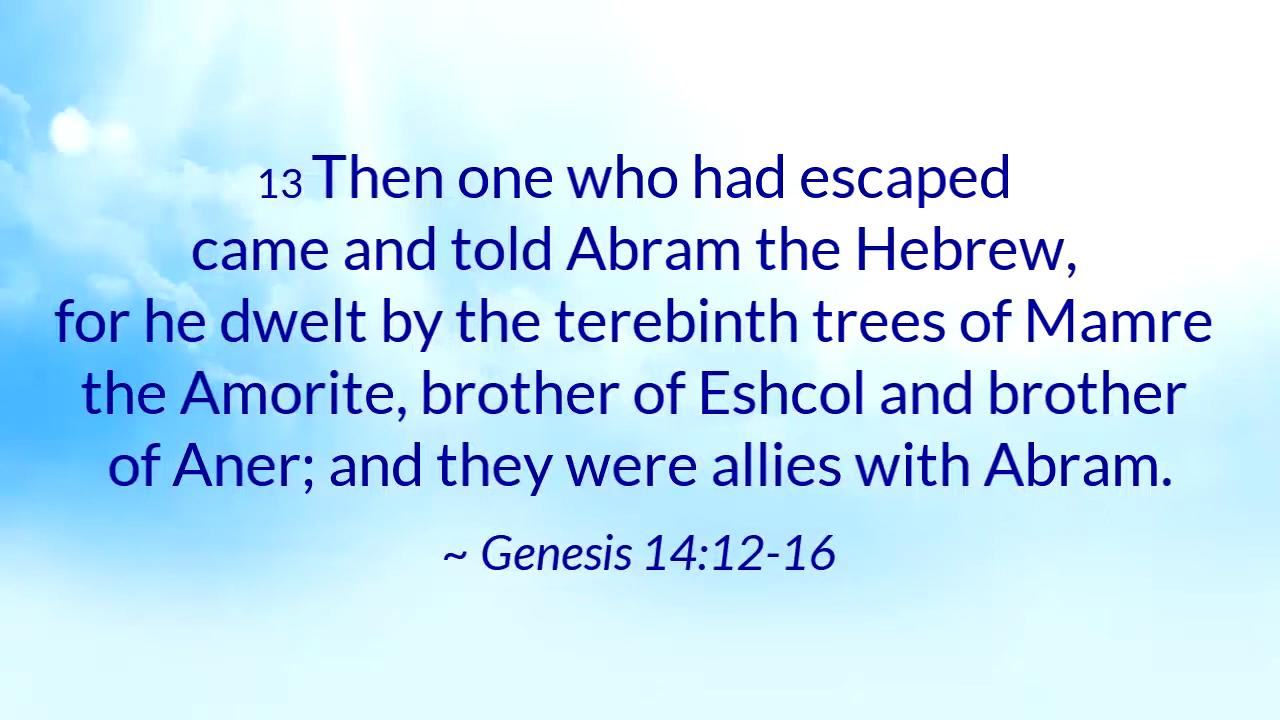 13 Then one who had escaped
came and told Abram the Hebrew,
for he dwelt by the terebinth trees of Mamre
the Amorite, brother of Eshcol and brother
of Aner; and they were allies with Abram.
~ Genesis 14:12-16